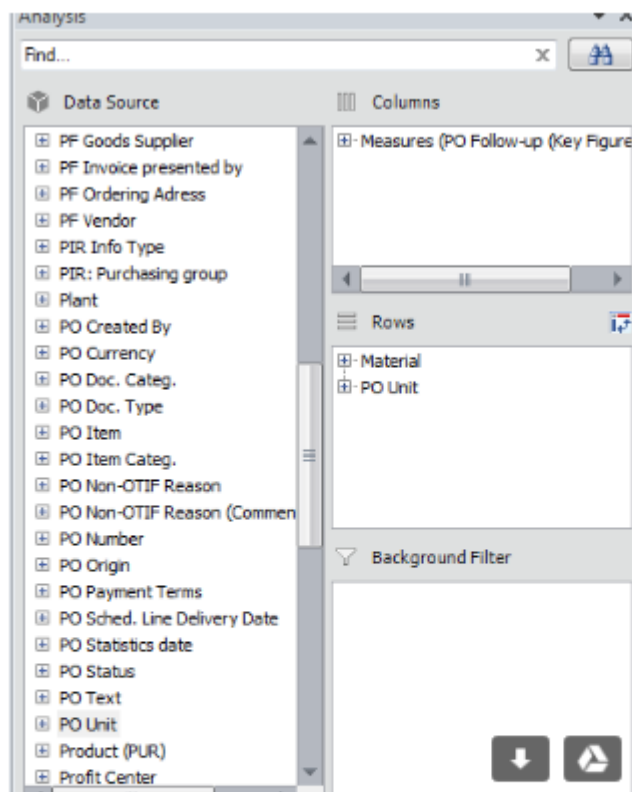 Analysis
Find...
Data Source
PF Goods Supplier
PF Invoice presented by
PF Ordering Adress
PF Vendor
PIR Info Type
PIR: Purchasing group
Plant
PO Created By
PO Currency
PO Doc. Categ.
PO Doc. Type
PO Item
PO Item Categ.
PO Non-OTIF Reason
PO Non-OTIF Reason (Commen
PO Number
PO Origin
PO Payment Terms
PO Sched. Line Delivery Date
PO Statistics date
PO Status
PO Text
PO Unit
Product (PUR)
Profit Center
Columns
Measures (PO Follow-up (Key Figure
Rows
Material
PO Unit
Background Filter